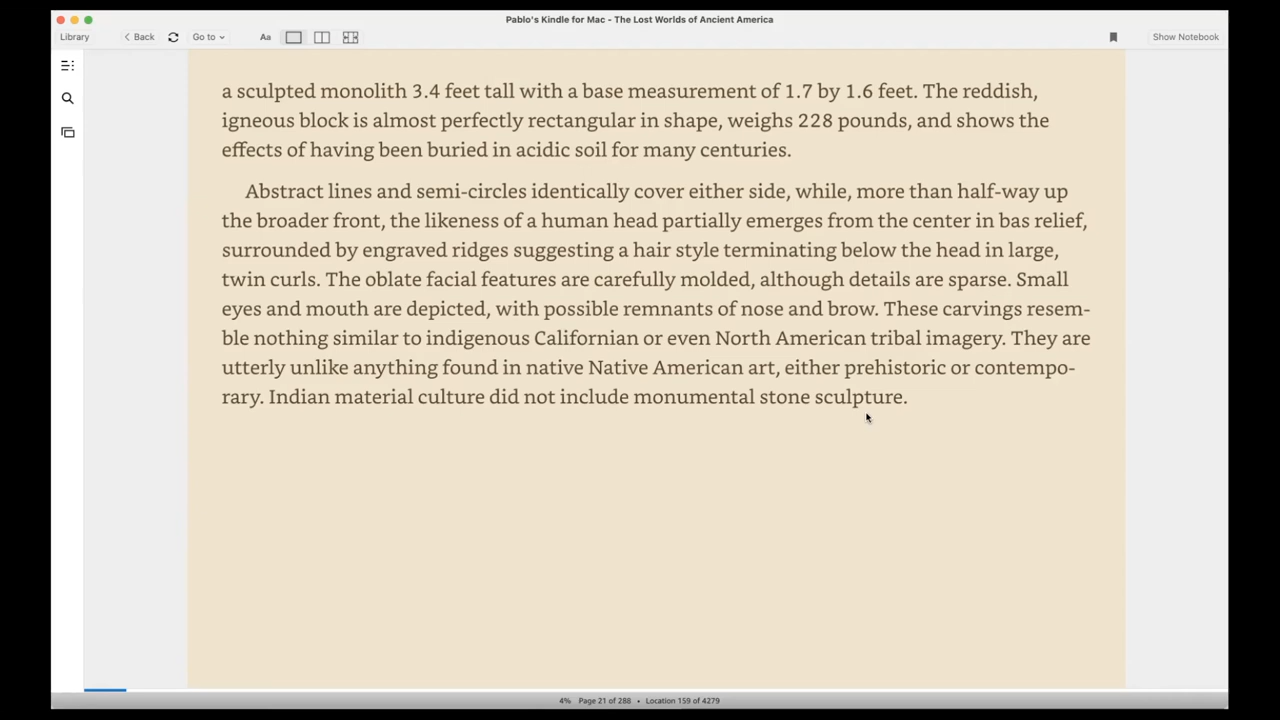 Pablo's Kindle for Mac - The Lost Worlds of Ancient America
Library
Back
Go to
Aa
Show Notebook
a sculpted monolith 3.4 feet tall with a base measurement of 1.7 by 1.6 feet. The reddish,
igneous block is almost perfectly rectangular in shape, weighs 228 pounds, and shows the
effects of having been buried in acidic soil for many centuries.
Abstract lines and semi-circles identically cover either side, while, more than half-way up
the broader front, the likeness of a human head partially emerges from the center in bas relief,
surrounded by engraved ridges suggesting a hair style terminating below the head in large,
twin curls. The oblate facial features are carefully molded, although details are sparse. Small
eyes and mouth are depicted, with possible remnants of nose and brow. These carvings resem-
ble nothing similar to indigenous Californian or even North American tribal imagery. They are
utterly unlike anything found in native Native American art, either prehistoric or contempo-
rary. Indian material culture did not include monumental stone sculpture.
4% Page 21 of 288 • Location 159 of 4279